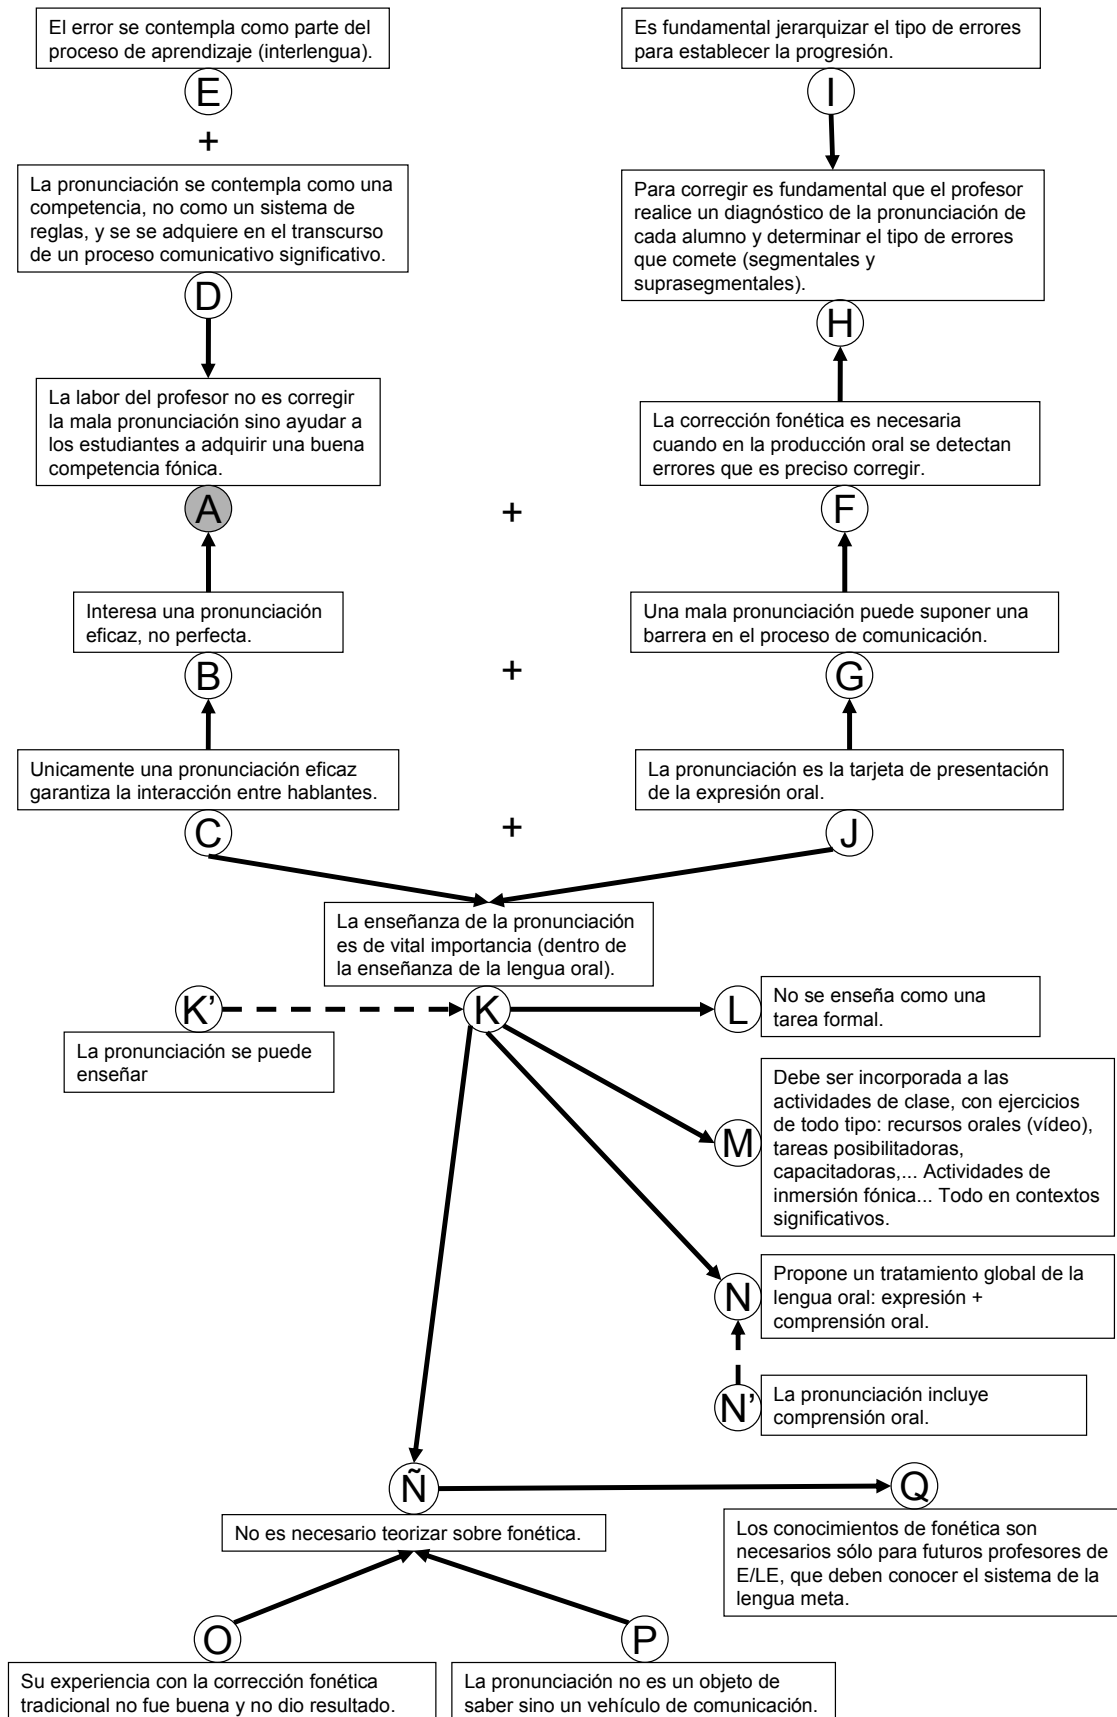 El error se contempla como parte del
proceso de aprendizaje (interlengua).
E
+
La pronunciación se contempla como una
competencia, no como un sistema de
reglas, y se se adquiere en el transcurso
de un proceso comunicativo significativo.
D
La labor del profesor no es corregir
la mala pronunciación sino ayudar a
los estudiantes a adquirir una buena
competencia fónica.
A
Interesa una pronunciación
eficaz, no perfecta.
B
Unicamente una pronunciación eficaz
garantiza la interacción entre hablantes.
C
+
+
+
Es fundamental jerarquizar el tipo de errores
para establecer la progresión.
I
Para corregir es fundamental que el profesor
realice un diagnóstico de la pronunciación de
cada alumno y determinar el tipo de errores
que comete (segmentales y
suprasegmentales).
H
La corrección fonética es necesaria
cuando en la producción oral se detectan
errores que es preciso corregir.
F
Una mala pronunciación puede suponer una
barrera en el proceso de comunicación.
G
La pronunciación es la tarjeta de presentación
de la expresión oral.
J
La enseñanza de la pronunciación
es de vital importancia (dentro de
la enseñanza de la lengua oral).
K'
K
L
La pronunciación se puede
enseñar
No se enseña como una
tarea formal.
M
Debe ser incorporada a las
actividades de clase, con ejercicios
de todo tipo: recursos orales (vídeo),
tareas posibilitadoras,
capacitadoras,... Actividades de
inmersión fónica... Todo en contextos
significativos.
N
Propone un tratamiento global de la
lengua oral: expresión +
comprensión oral.
N'
La pronunciación incluye
comprensión oral.
Ñ
No es necesario teorizar sobre fonética.
Q
Los conocimientos de fonética son
necesarios sólo para futuros profesores de
E/LE, que deben conocer el sistema de la
lengua meta.
O
Su experiencia con la corrección fonética
tradicional no fue buena y no dio resultado.
P
La pronunciación no es un objeto de
saber sino un vehículo de comunicación.